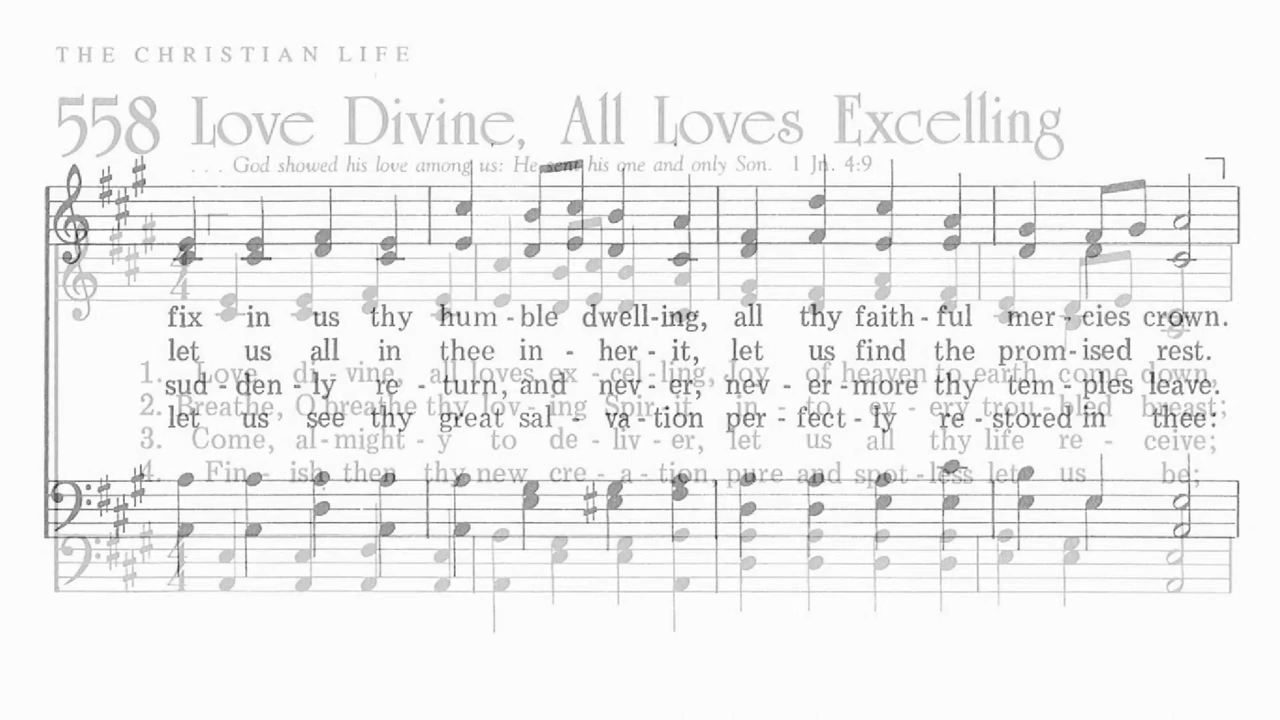 THE CHRISTIAN LIFE
558 Love Divine, All Loves Excelling
. . . God showed his love among us: He sent his one and only Son. 1 Jn. 4:9
fix in us thy hum - ble dwell-ing, all thy faith - ful mer - cies crown.
let us all in thee in - her - it, let us find the prom - ised rest.
1. Love di - vine, all loves ex - cel - ling, Joy of heaven to earth come down,
sud - den - ly re - turn, and nev - er, nev - er - more thy tem - ples leave.
2. Breathe, O breathe thy lov - ing Spir - it in - to ev - ery trou - bled breast;
let us see thy great sal - va - tion per - fect - ly re - stored in thee:
3. Come, al - might - y to de - liv - er, let us all thy life re - ceive;
4. Fin - ish then thy new cre - a - tion, pure and spot - less let us be;